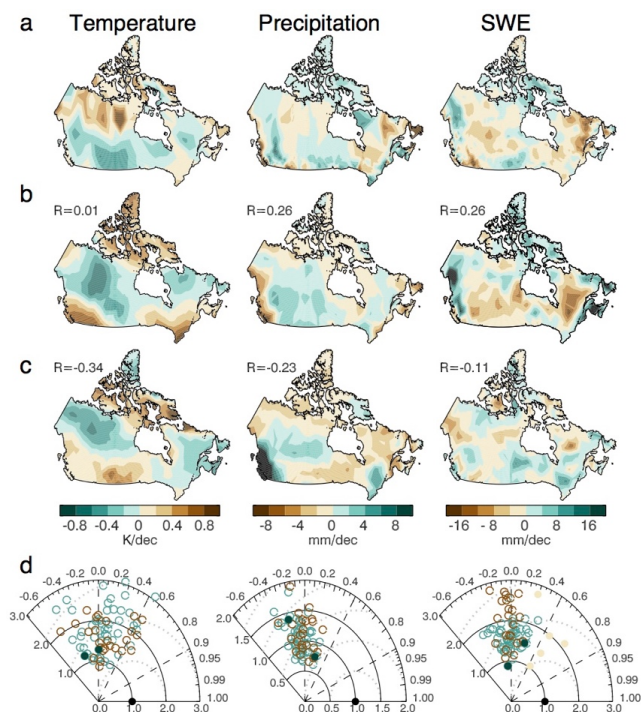 a Temperature Precipitation SWE
b R=0.01 R=0.26 R=0.26
c R=-0.34 R=-0.23 R=-0.11
-0.8 -0.4 0 0.4 0.8 -8 -4 0 4 8 -16 -8 0 8 16
K/dec mm/dec mm/dec
d
-0.6 -0.4 -0.2 0.0 0.2 0.4 0.6 0.8 0.9 0.95 0.99 1.00
3.0 2.0 1.0
0.0 1.0 2.0 3.0
-0.6 -0.4 -0.2 0.0 0.2 0.4 0.6 0.8 0.9 0.95 0.99 1.00
2.0 1.5 1.0 0.5
0.0 0.5 1.0 1.5 2.0
-0.6 -0.4 -0.2 0.0 0.2 0.4 0.6 0.8 0.9 0.95 0.99 1.00
3.0 2.0 1.0
0.0 1.0 2.0 3.0